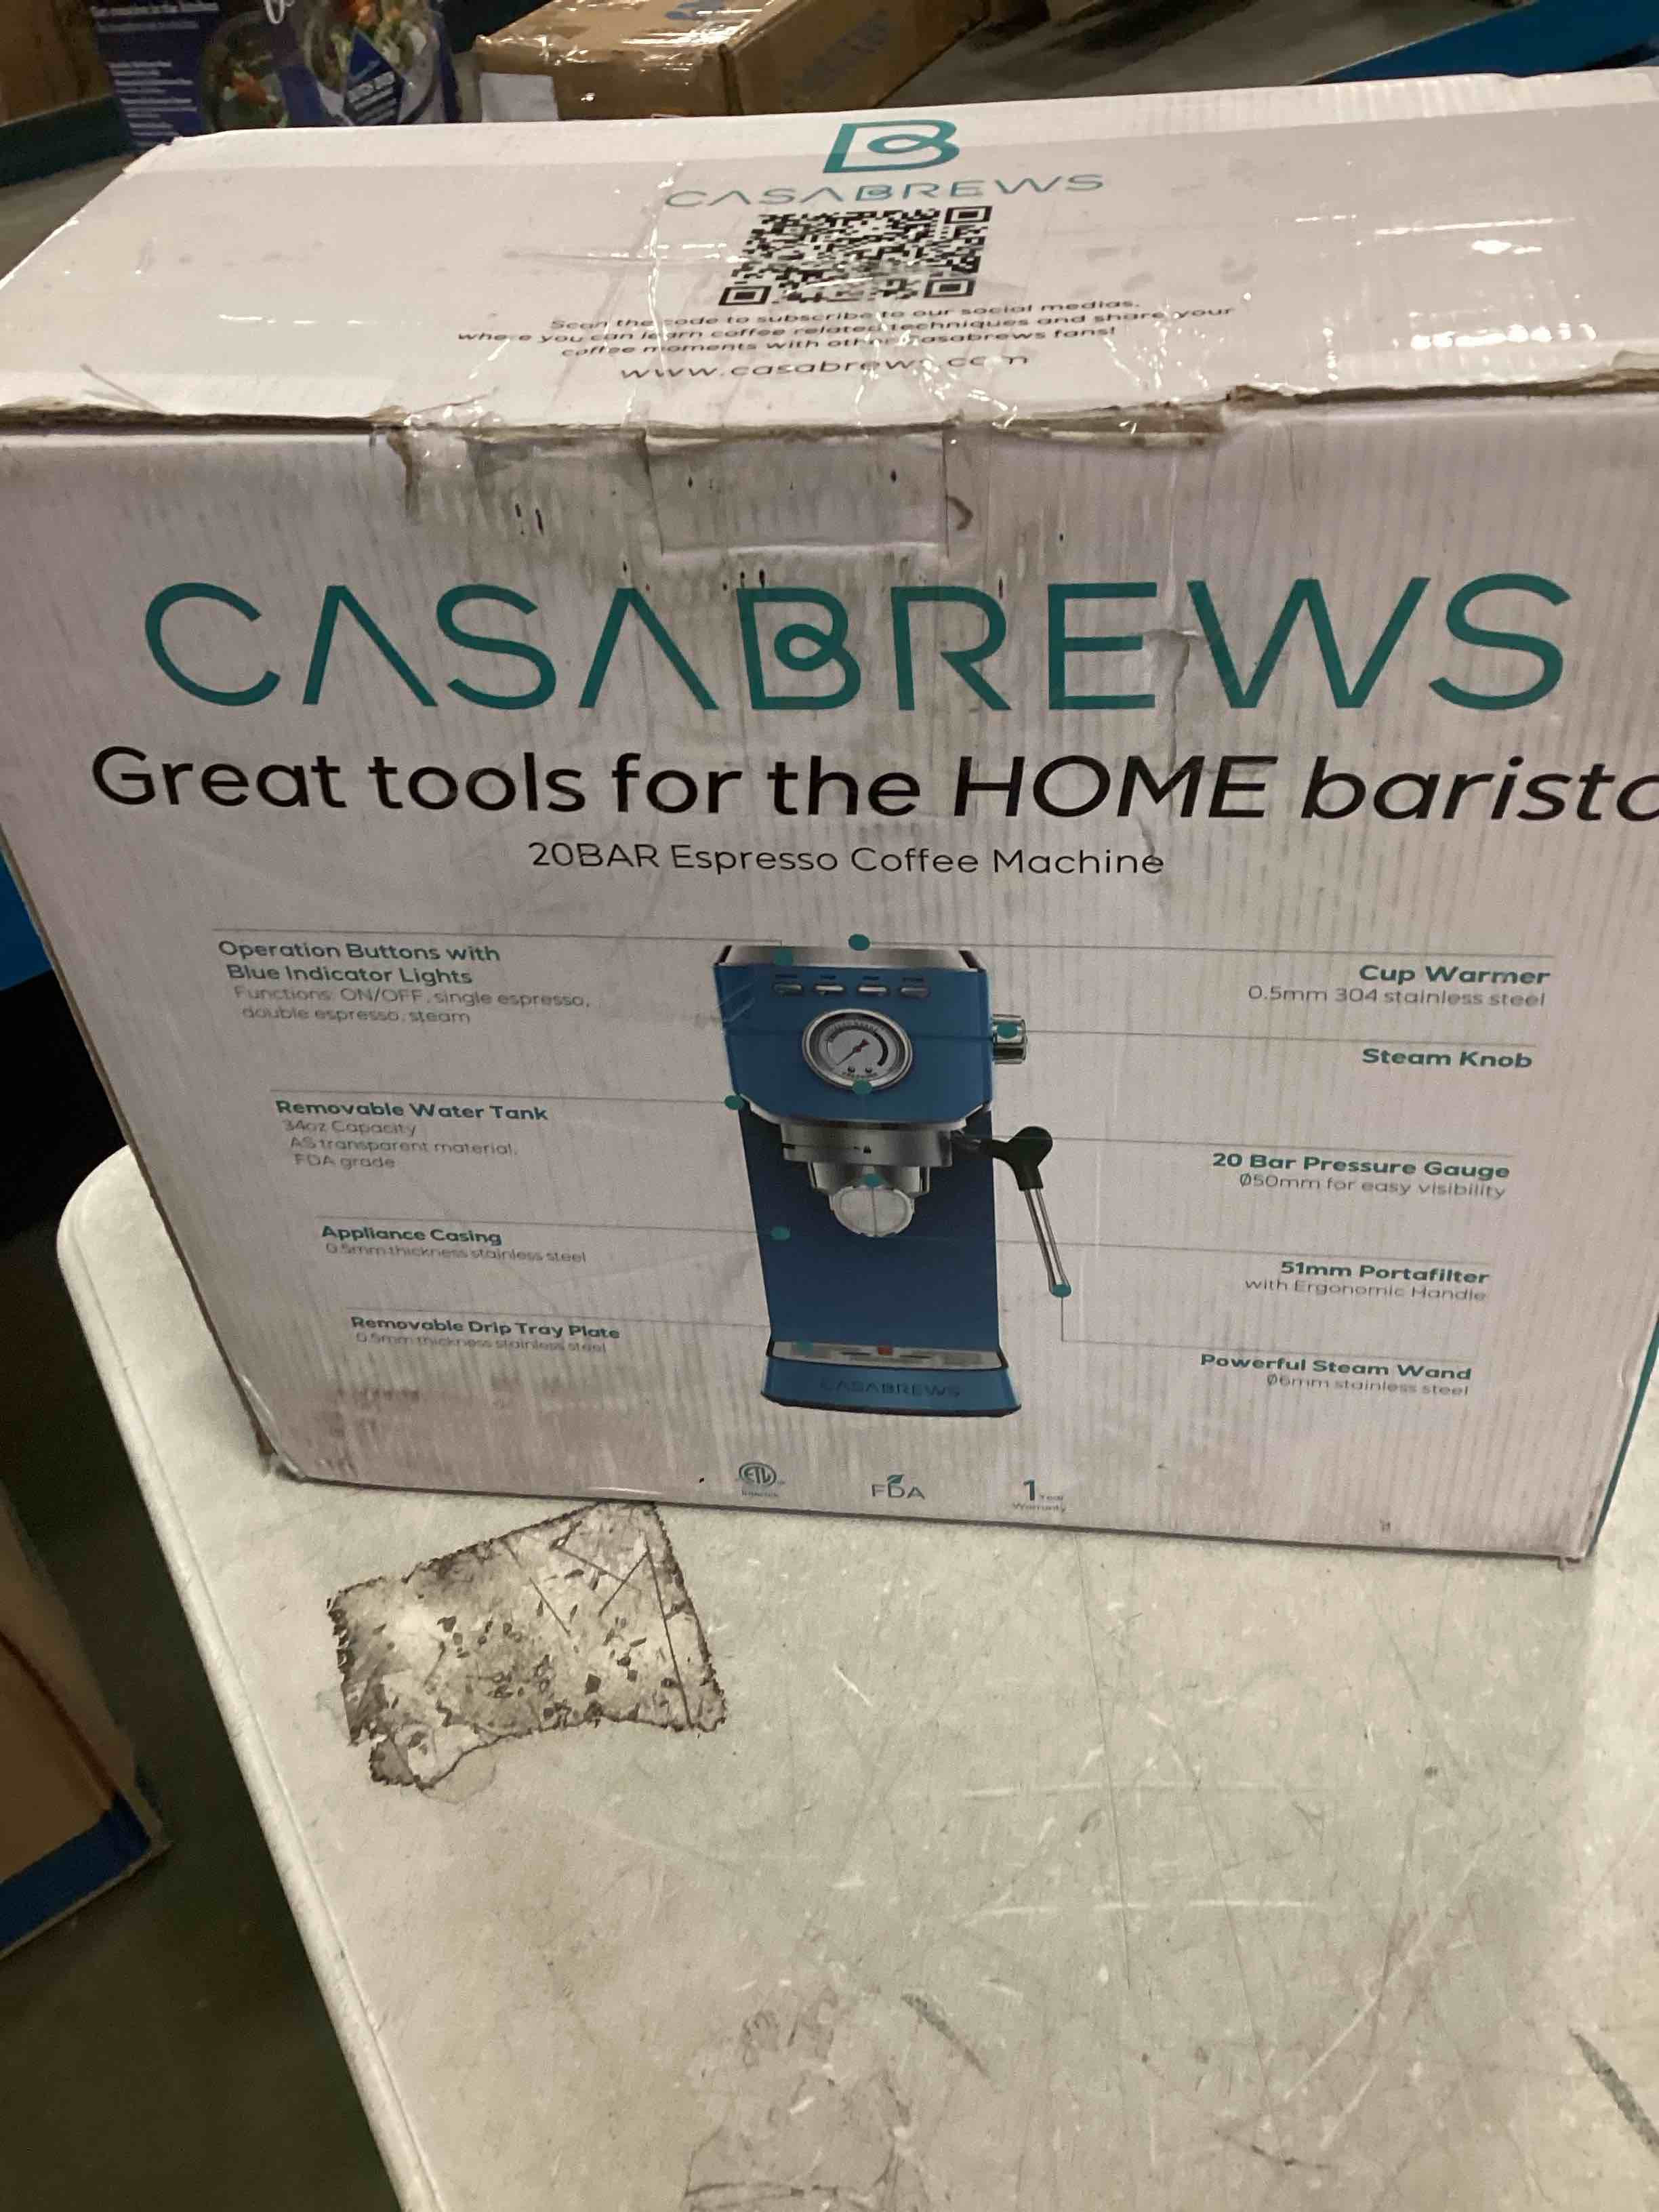 CASABREWS
Scan the code to subscribe to our social medias,
where you can learn coffee related techniques and share your
coffee moments with other Casabrews fans!
www.casabrews.com
CASABREWS
Great tools for the HOME barista
20BAR Espresso Coffee Machine
Operation Buttons with
Blue Indicator Lights
Functions: ON/OFF, single espresso,
double espresso, steam
Removable Water Tank
34oz Capacity
AS transparent material,
FDA grade
Appliance Casing
0.5mm thickness stainless steel
Removable Drip Tray Plate
0.5mm thickness stainless steel
Cup Warmer
0.5mm 304 stainless steel
Steam Knob
20 Bar Pressure Gauge
Ø50mm for easy visibility
51mm Portafilter
with Ergonomic Handle
Powerful Steam Wand
Ø6mm stainless steel
CASABREWS
ETL
FDA
1 Year
Warranty